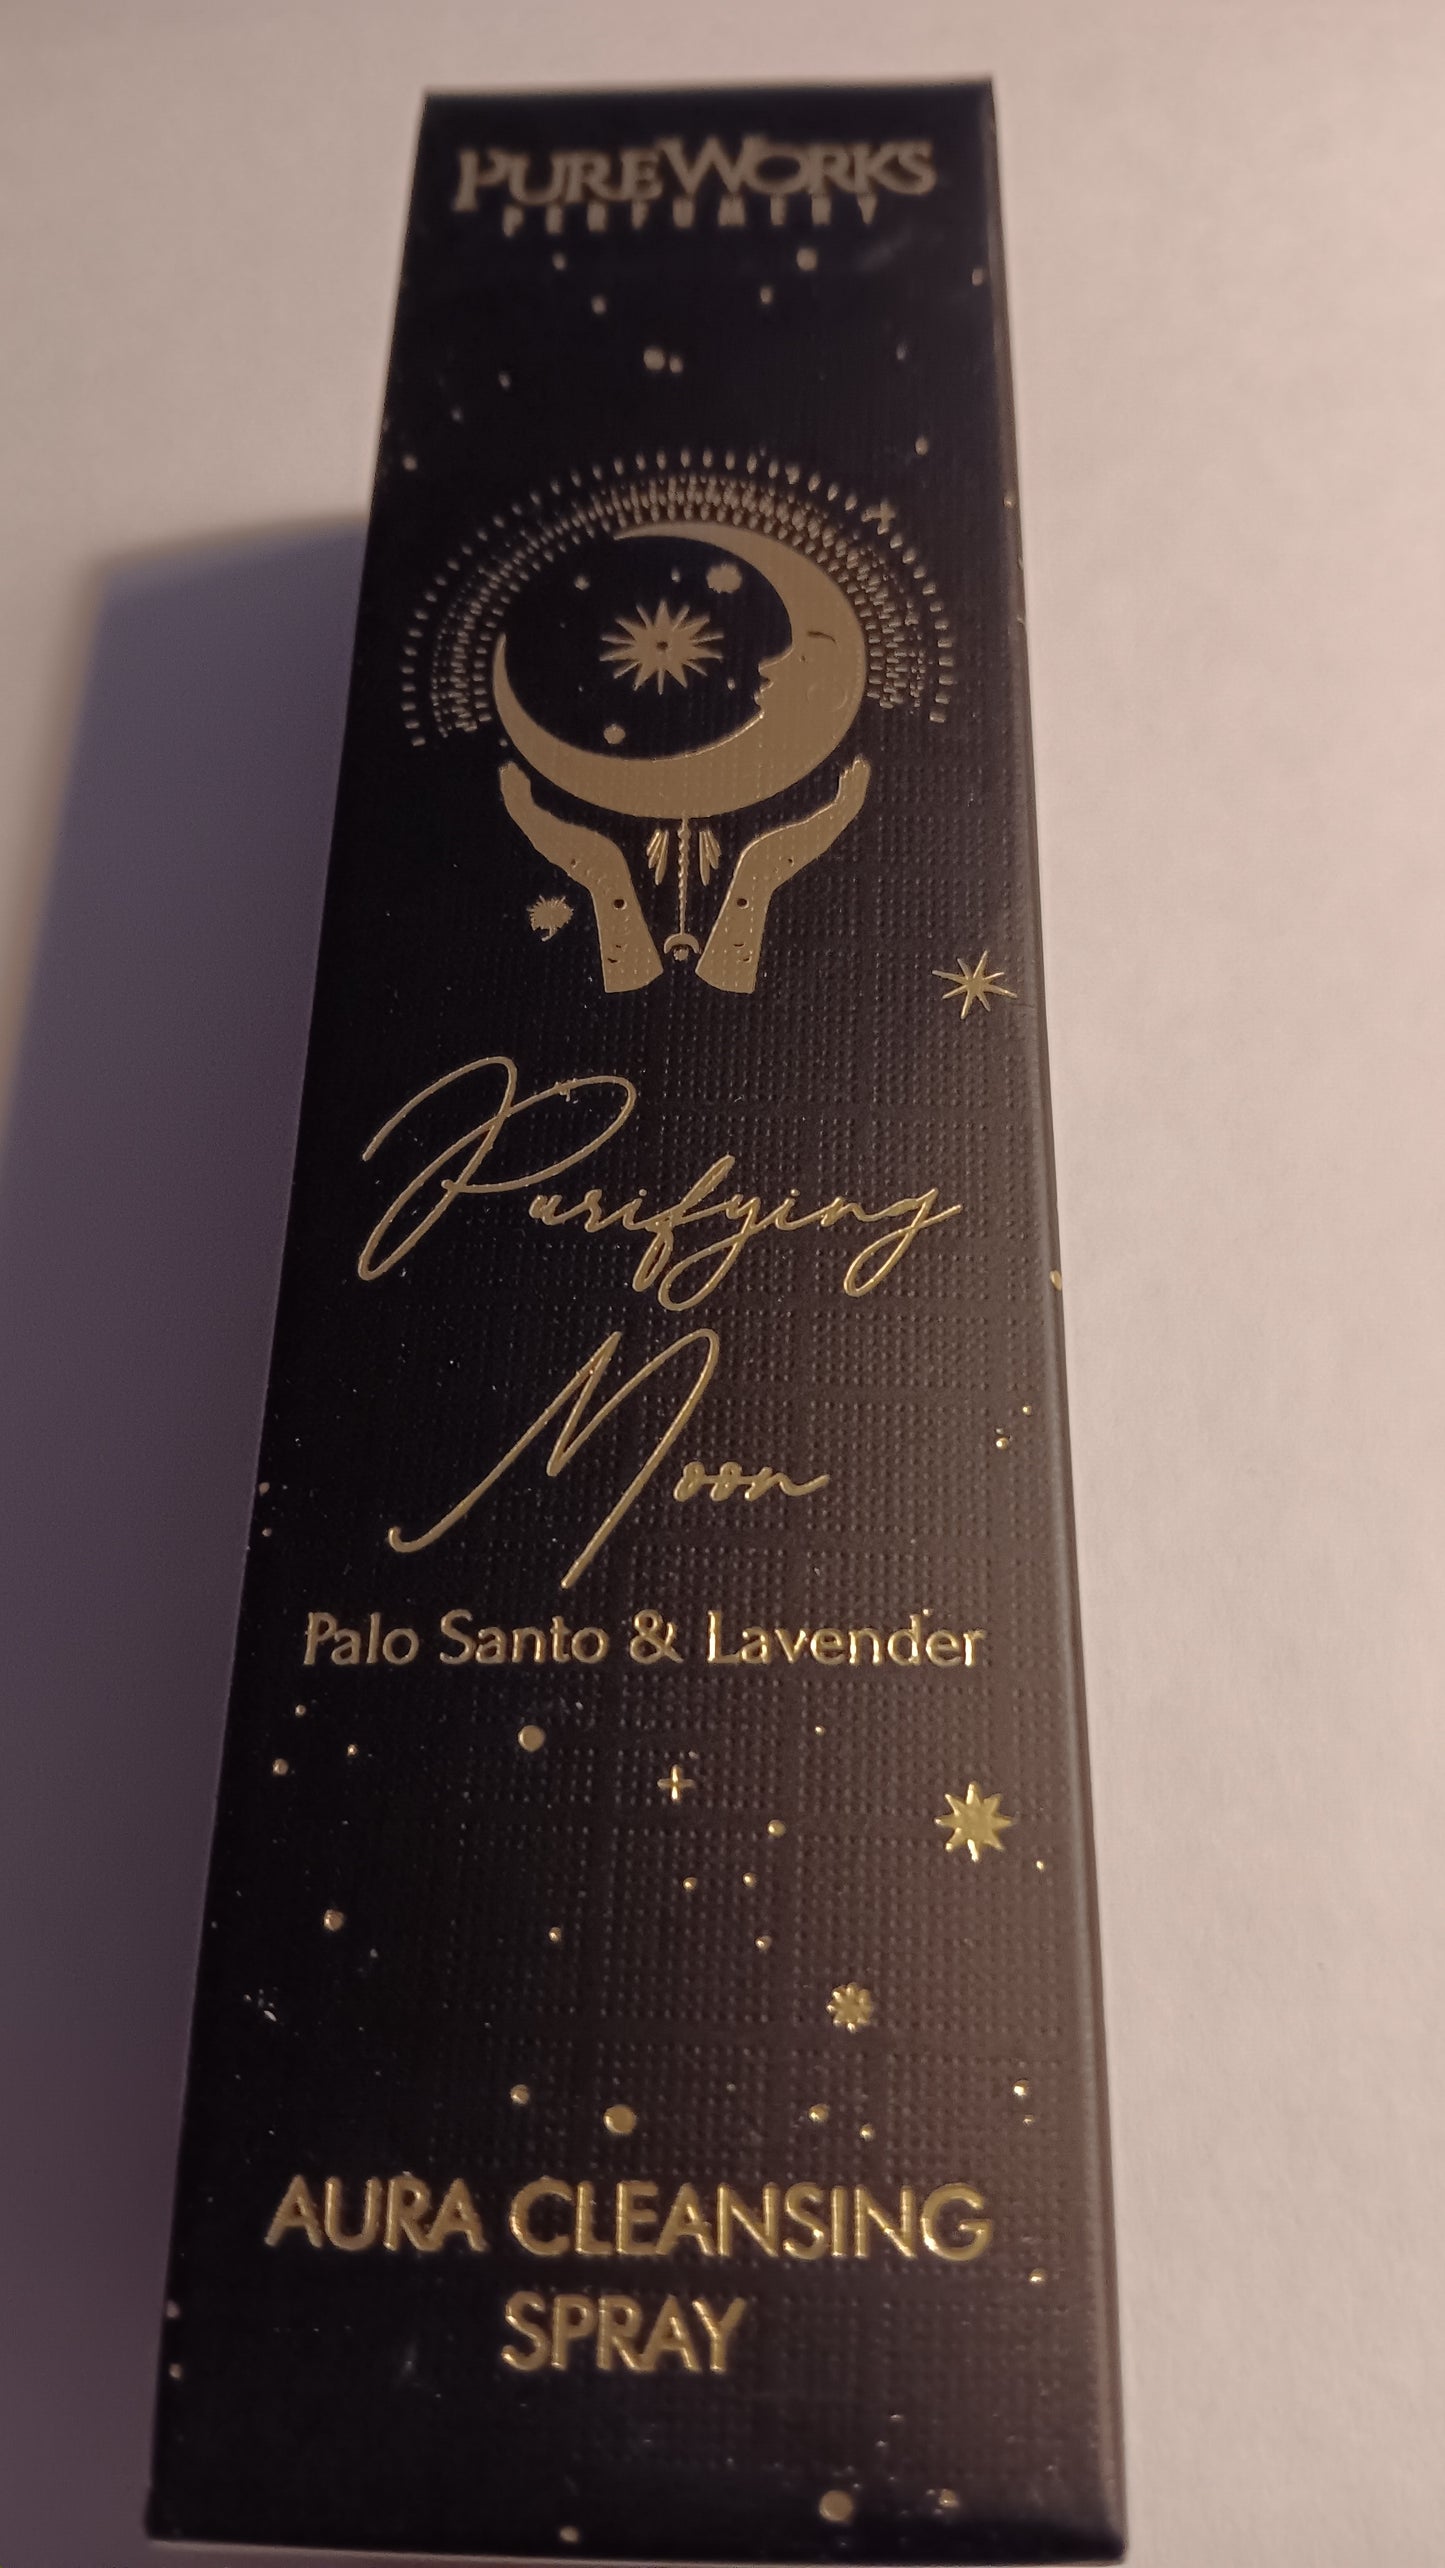 PUREWORKS
PERFUMERY
Purifying
Moon
Palo Santo & Lavender
AURA CLEANSING
SPRAY